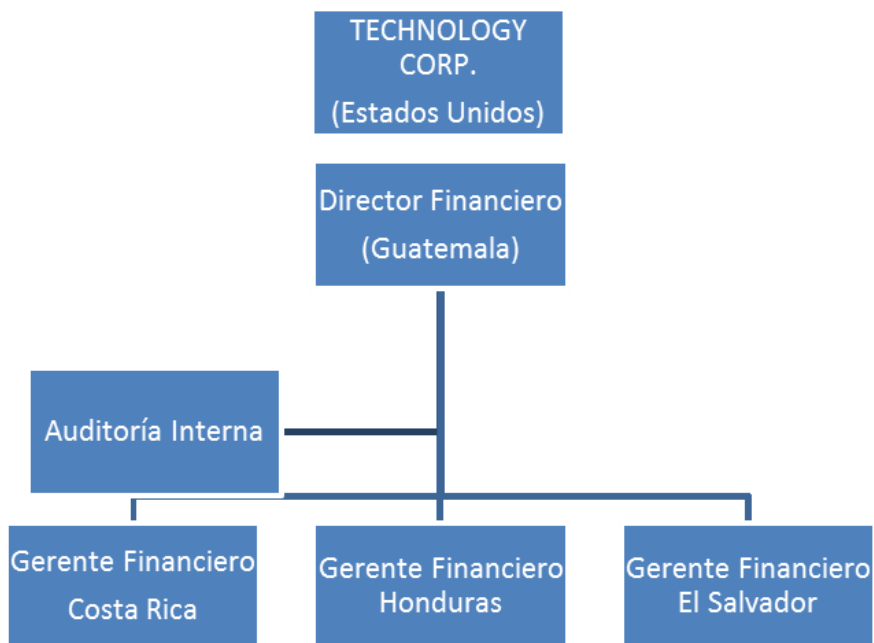 TECHNOLOGY
CORP.
(Estados Unidos)
Director Financiero
(Guatemala)
Auditoría Interna
Gerente Financiero
Costa Rica
Gerente Financiero
Honduras
Gerente Financiero
El Salvador